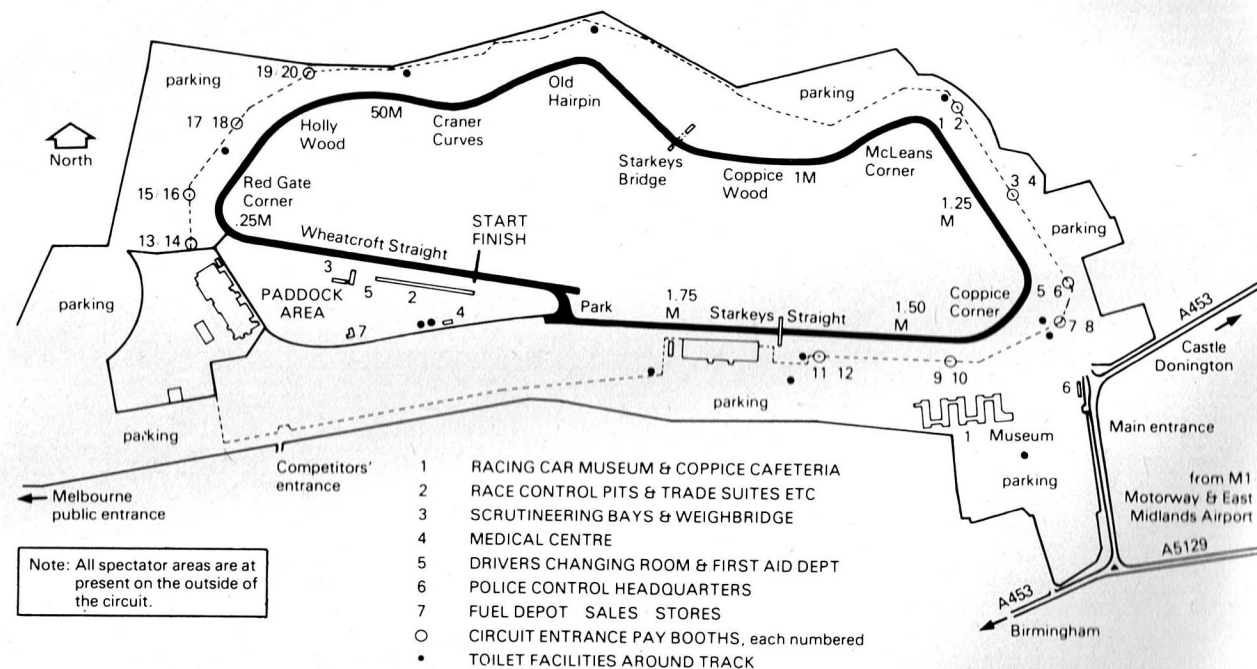 19/20
parking
17 18
North
15/16
13/14
parking
Holly
Wood
50M
Craner
Curves
Old
Hairpin
Starkeys
Bridge
Coppice
Wood
1M
McLeans
Corner
parking
1 2
3 4
1.25
M
parking
Red Gate
Corner
.25M
Wheatcroft Straight
START
FINISH
3
5
2
4
PADDOCK
AREA
7
Park
1.75
M
Starkeys Straight
1.50
M
Coppice
Corner
5 6
7 8
11 12
9 10
parking
A453
Castle
Donington
6
Main entrance
1
Museum
parking
from M1
Motorway & East
Midlands Airport
A5129
A453
Birmingham
parking
Competitors'
entrance
Melbourne
public entrance
Note: All spectator areas are at
present on the outside of
the circuit.
1 RACING CAR MUSEUM & COPPICE CAFETERIA
2 RACE CONTROL PITS & TRADE SUITES ETC
3 SCRUTINEERING BAYS & WEIGHBRIDGE
4 MEDICAL CENTRE
5 DRIVERS CHANGING ROOM & FIRST AID DEPT
6 POLICE CONTROL HEADQUARTERS
7 FUEL DEPOT SALES STORES
CIRCUIT ENTRANCE PAY BOOTHS, each numbered
TOILET FACILITIES AROUND TRACK